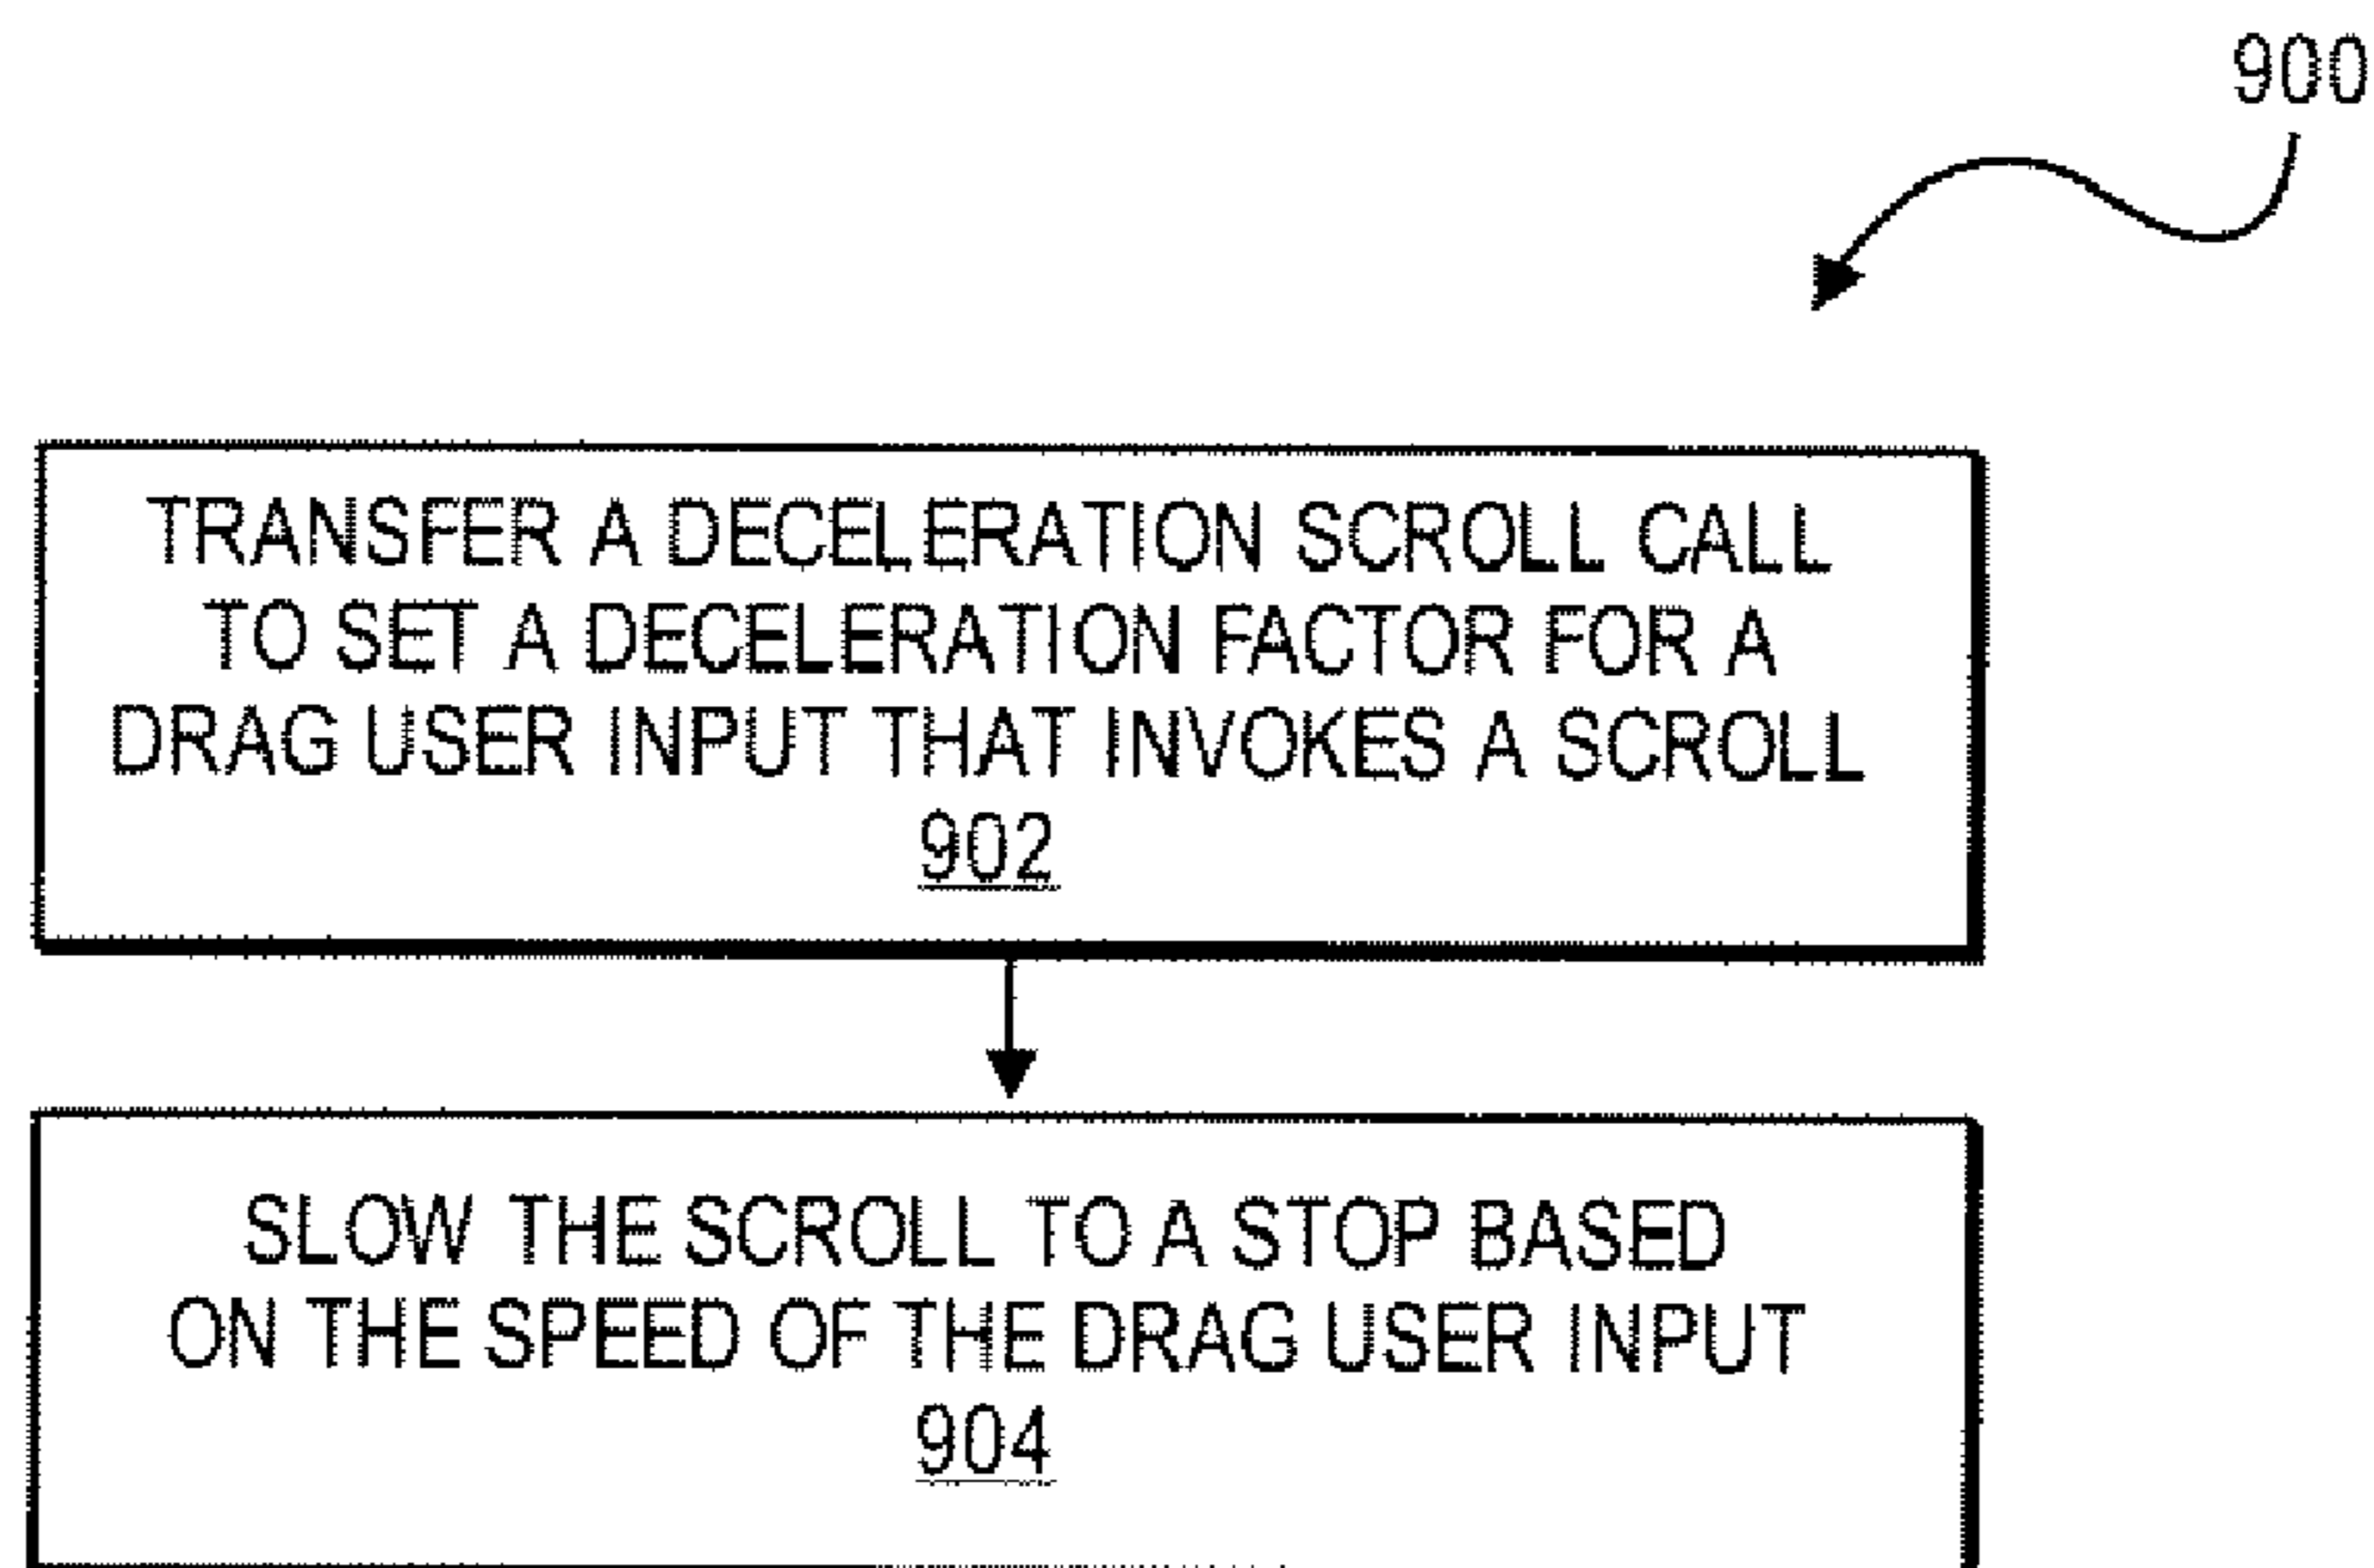 900
TRANSFER A DECELERATION SCROLL CALL
TO SET A DECELERATION FACTOR FOR A
DRAG USER INPUT THAT INVOKES A SCROLL
902
SLOW THE SCROLL TO A STOP BASED
ON THE SPEED OF THE DRAG USER INPUT
904